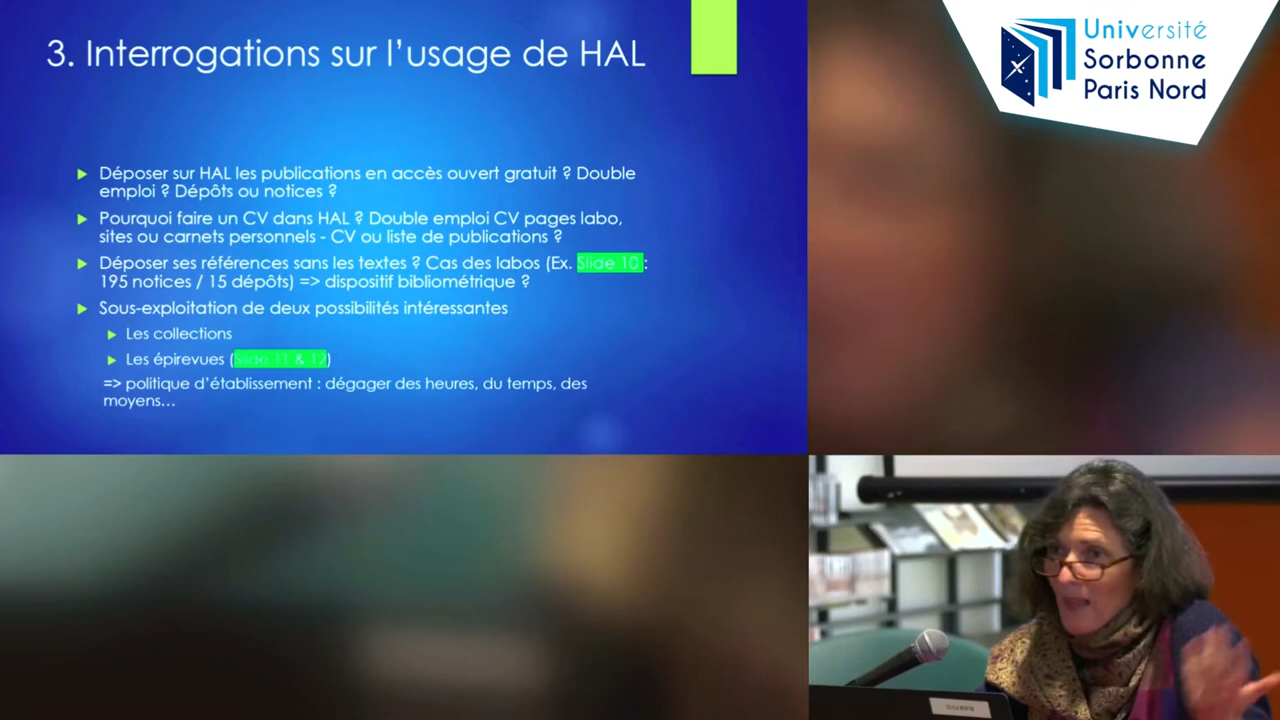 3. Interrogations sur l’usage de HAL
Déposer sur HAL les publications en accès ouvert gratuit ? Double
emploi ? Dépôts ou notices ?
Pourquoi faire un CV dans HAL ? Double emploi CV pages labo,
sites ou carnets personnels - CV ou liste de publications ?
Déposer ses références sans les textes ? Cas des labos (Ex. Slide 10 :
195 notices / 15 dépôts) => dispositif bibliométrique ?
Sous-exploitation de deux possibilités intéressantes
Les collections
Les épirevues (Slide 11 & 12)
=> politique d’établissement : dégager des heures, du temps, des
moyens...
Université
Sorbonne
Paris Nord